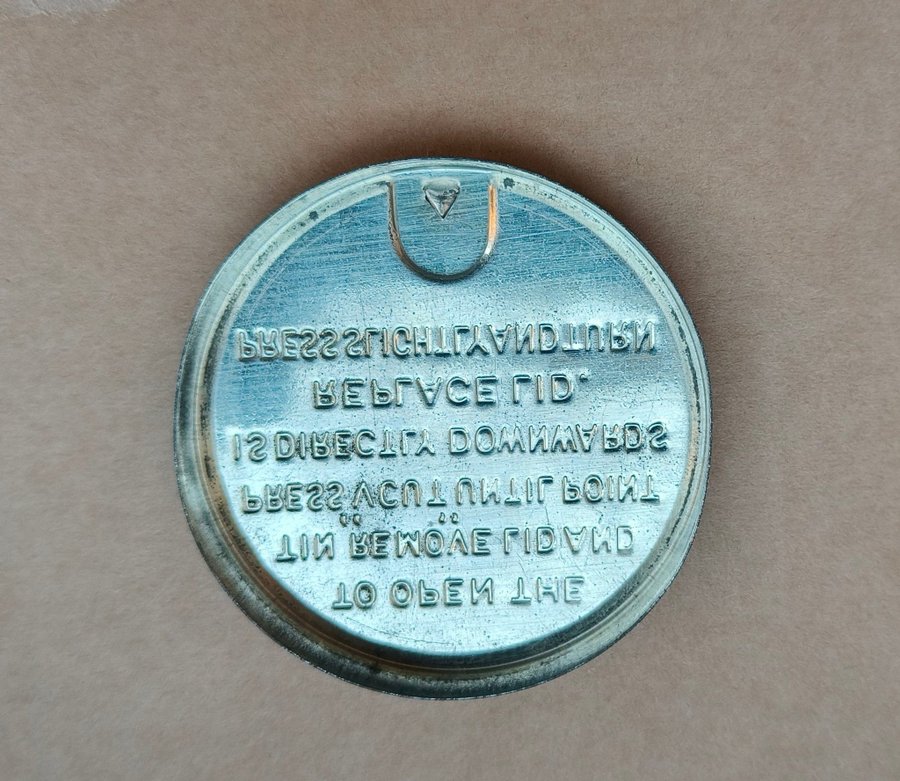 TO OPEN THE
TIN REMOVE LID AND
PRESS "V CUT" UNTIL POINT
IS DIRECTLY DOWNWARDS
REPLACE LID.
PRESS SLIGHTLY AND TURN